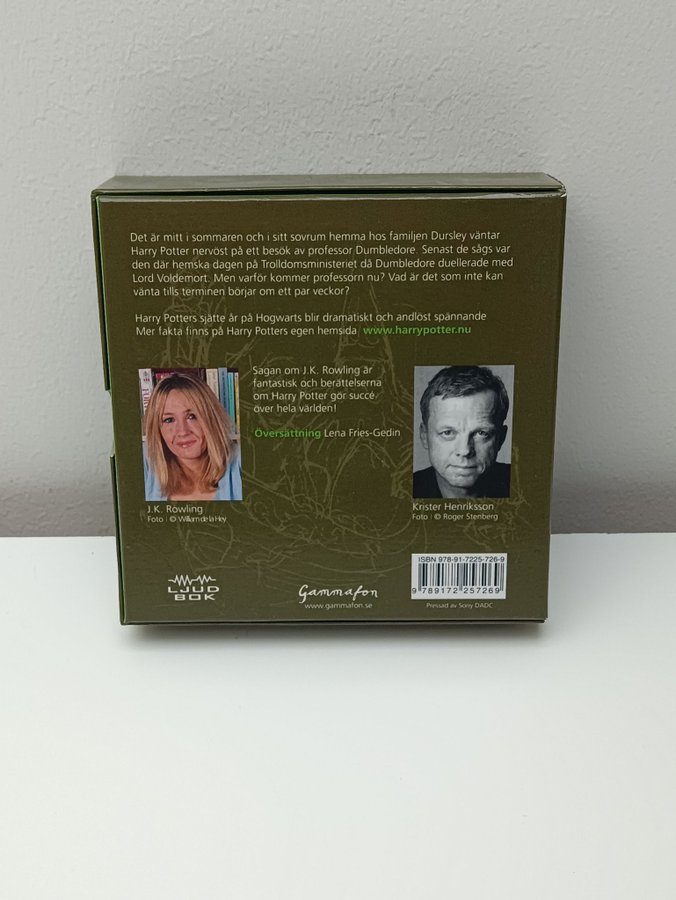 Det är mitt i sommaren och i sitt sovrum hemma hos familjen Dursley väntar
Harry Potter nervöst på ett besök av professor Dumbledore. Senast de sågs var
den där hemska dagen på Trolldomsministeriet då Dumbledore duellerade med
Lord Voldemort. Men varför kommer professorn nu? Vad är det som inte kan
vänta tills terminen börjar om ett par veckor?
Harry Potters sjätte år på Hogwarts blir dramatiskt och andlöst spännande
Mer fakta finns på Harry Potters egen hemsida www.harrypotter.nu
Sagan om J.K. Rowling är
fantastisk och berättelserna
om Harry Potter gör succé
över hela världen!
Översättning Lena Fries-Gedin
J.K. Rowling
Foto | © William de la Hey
Krister Henriksson
Foto | © Roger Stenberg
LJUD
BOK
Gammafon
www.gammafon.se
ISBN 978-91-7225-726-9
9 789172 257269
Pressad av Sony DADC